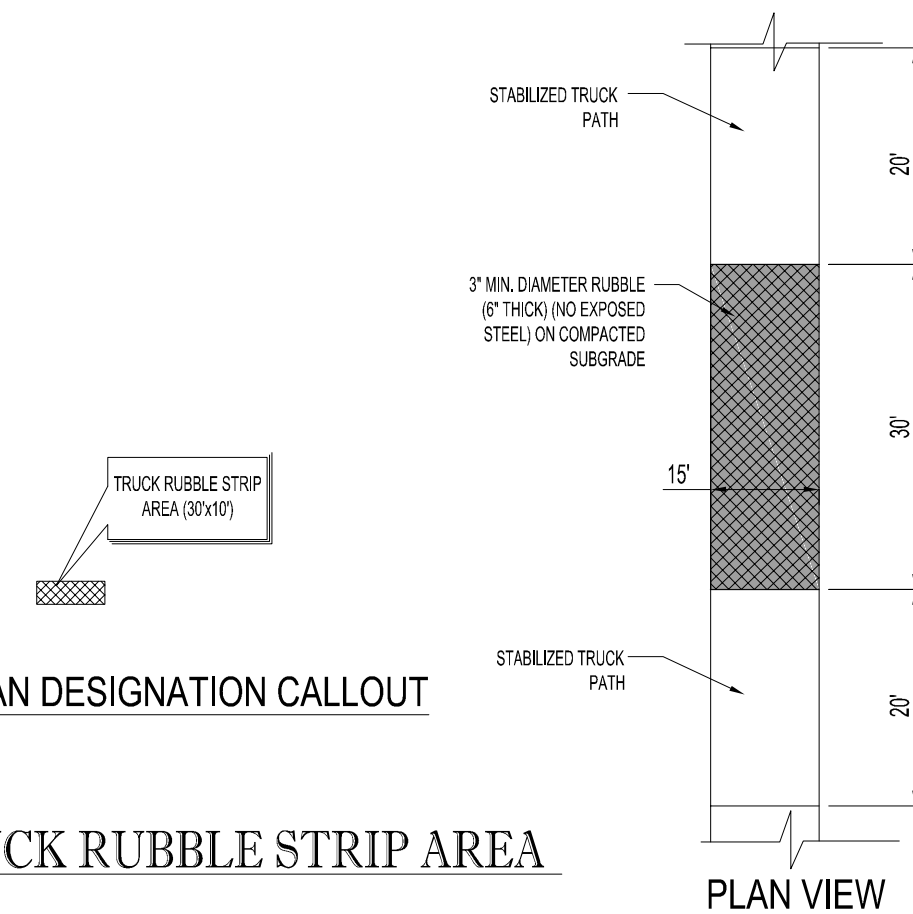 STABILIZED TRUCK
PATH
20'
3" MIN. DIAMETER RUBBLE
(6" THICK) (NO EXPOSED
STEEL) ON COMPACTED
SUBGRADE
30'
15'
TRUCK RUBBLE STRIP
AREA (30'x10')
STABILIZED TRUCK
PATH
20'
AN DESIGNATION CALLOUT
UCK RUBBLE STRIP AREA
PLAN VIEW